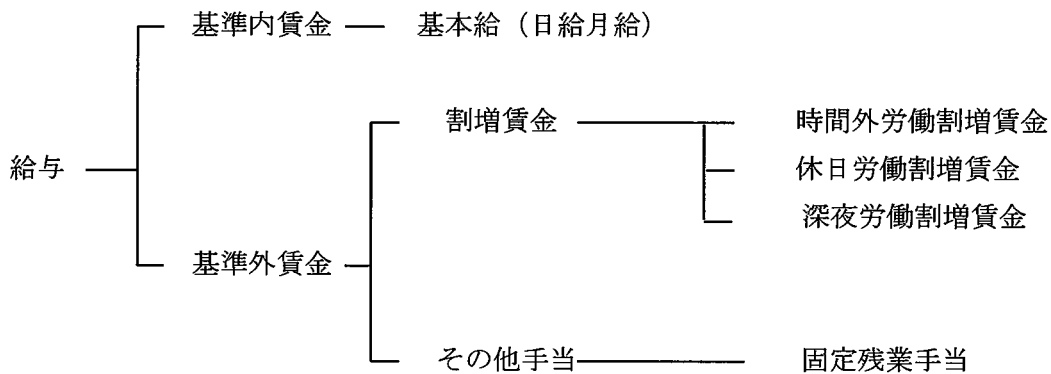 基準内賃金 基本給（日給月給）
割増賃金 時間外労働割増賃金
給与 休日労働割増賃金
深夜労働割増賃金
基準外賃金
その他手当 固定残業手当